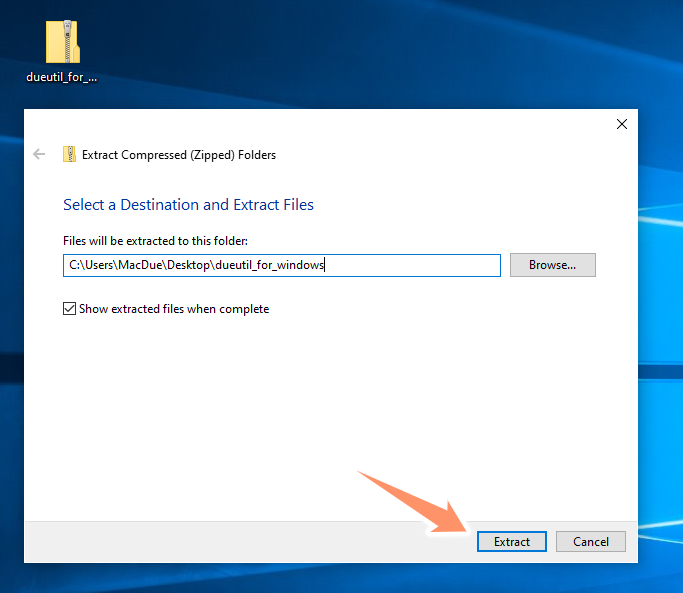 dueutil_for_...
Extract Compressed (Zipped) Folders
Select a Destination and Extract Files
Files will be extracted to this folder:
C:\Users\MacDue\Desktop\dueutil_for_windows
Browse...
Show extracted files when complete
Extract
Cancel